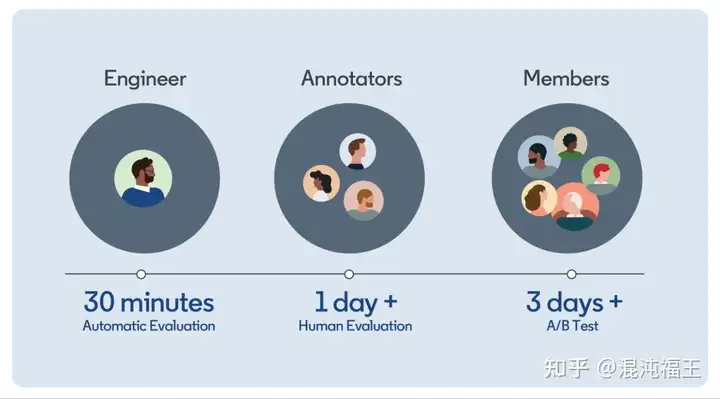 Engineer
Annotators
Members
30 minutes
Automatic Evaluation
1 day +
Human Evaluation
3 days +
A/B Test
知乎 @混沌福王